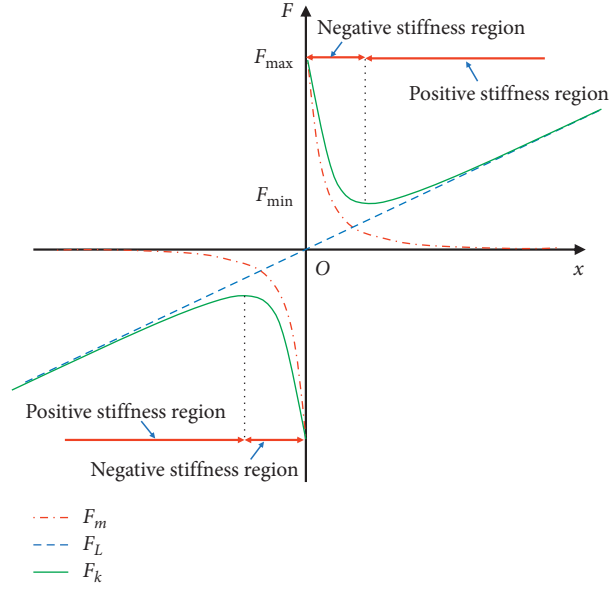 F
Negative stiffness region
F_max
Positive stiffness region
F_min
O
x
Positive stiffness region
Negative stiffness region
F_m
F_L
F_k